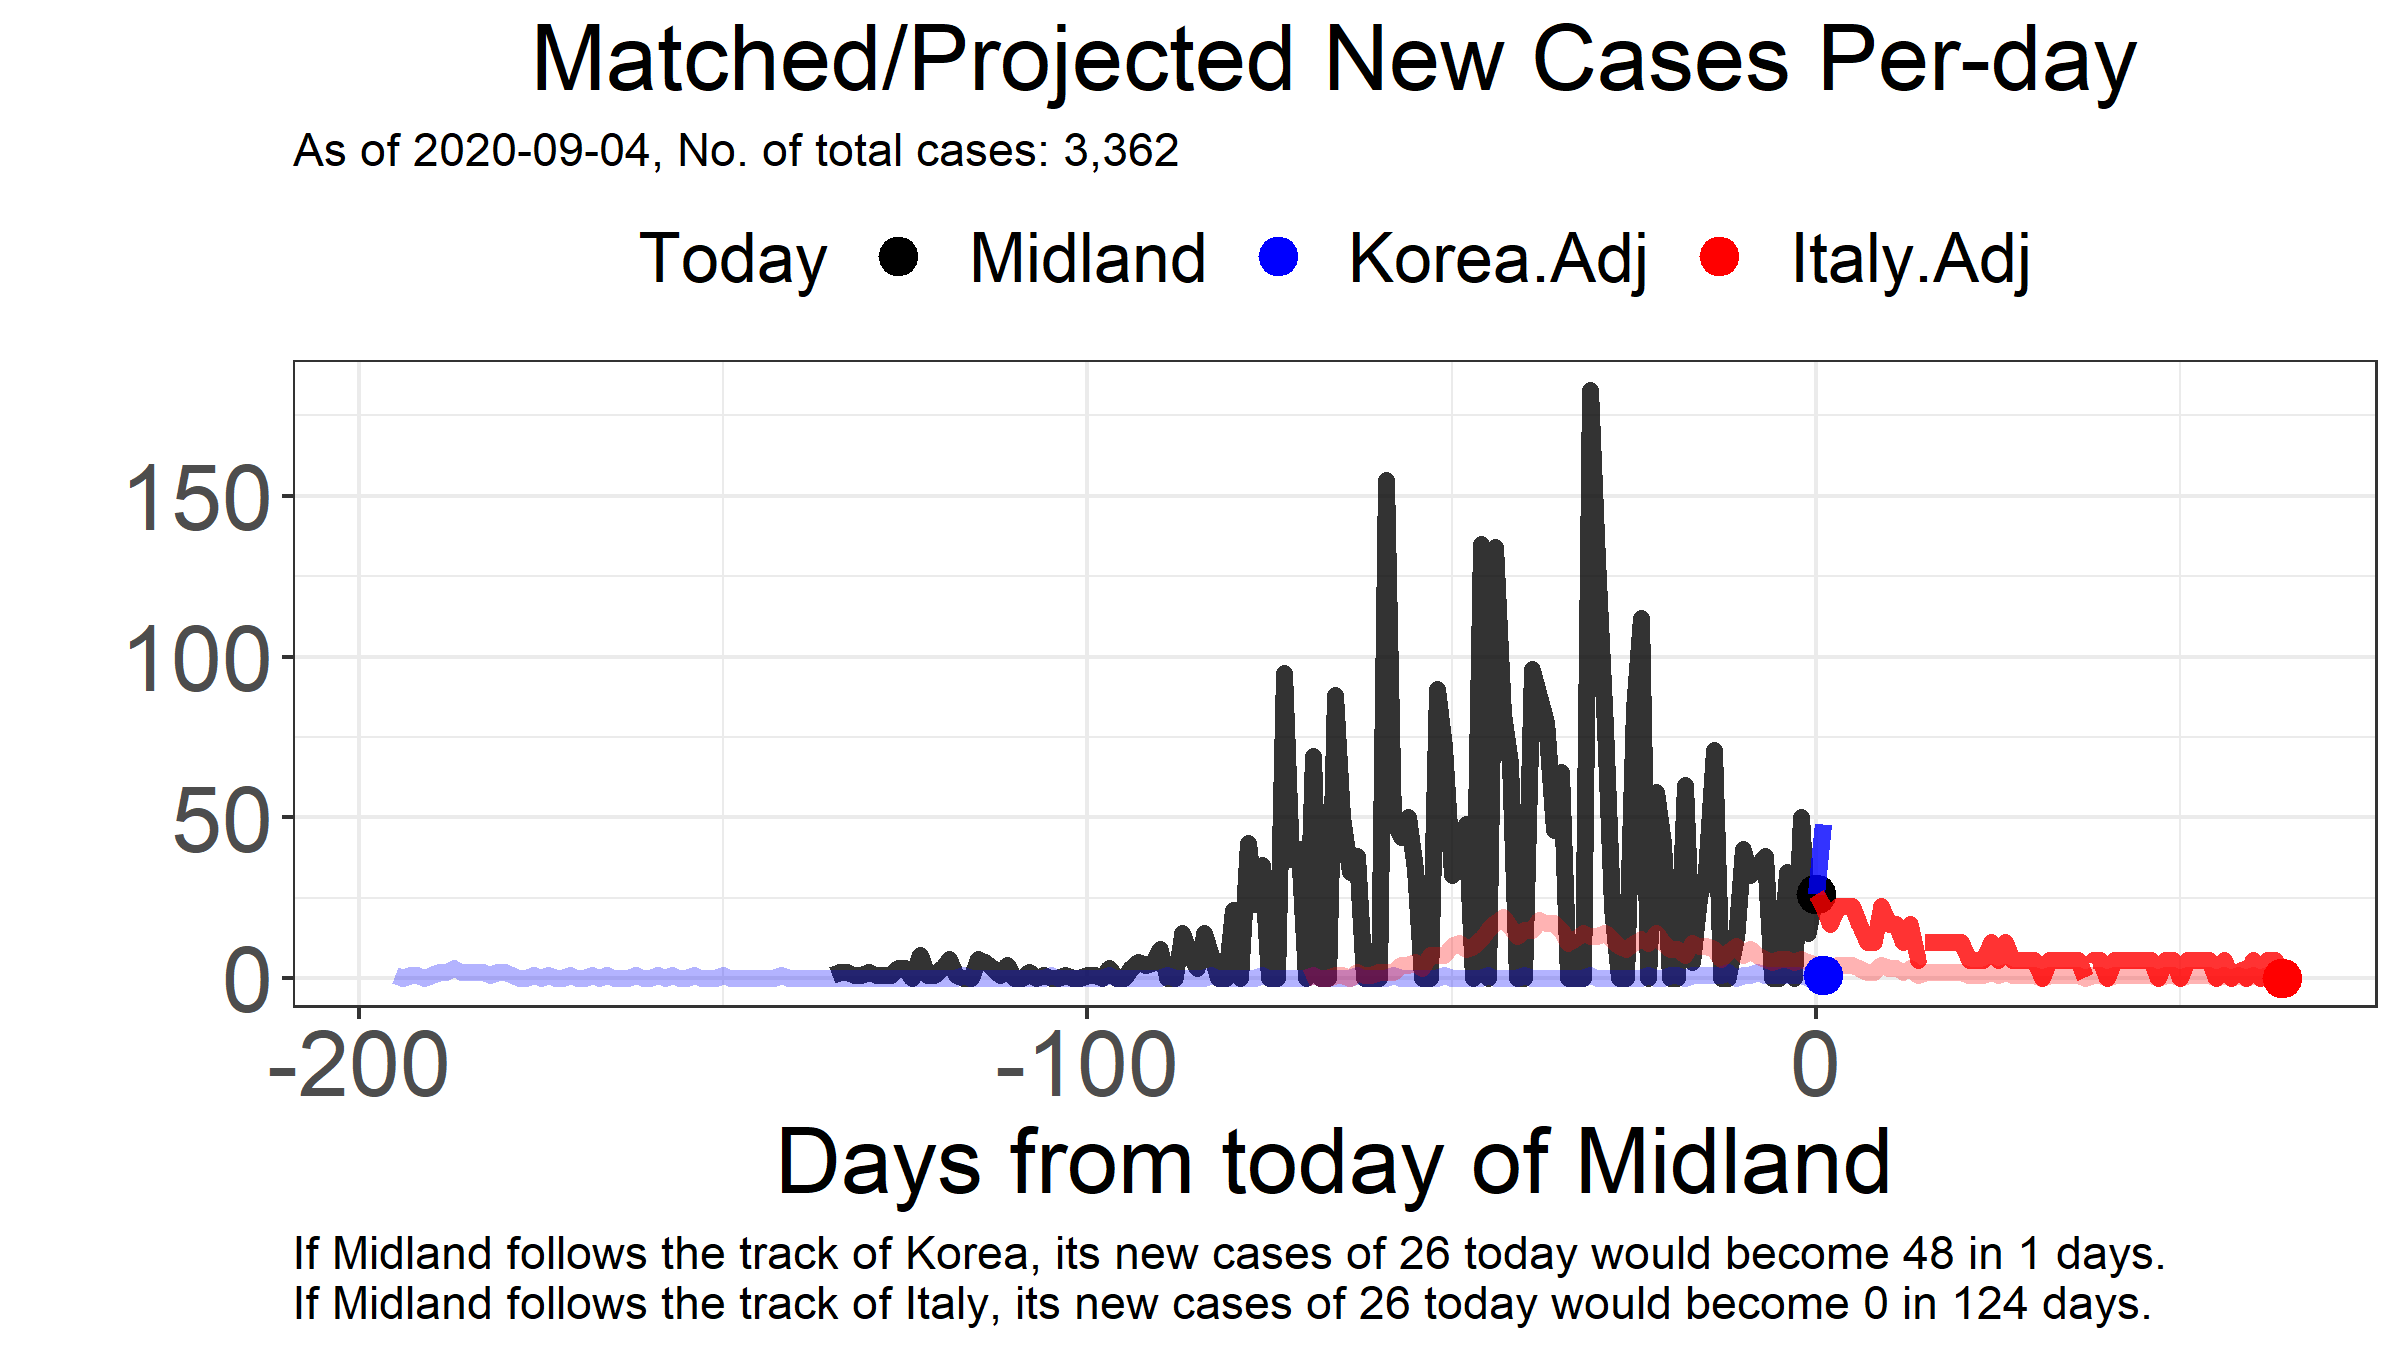 Matched/Projected New Cases Per-day
As of 2020-09-04, No. of total cases: 3,362
Today Midland Korea.Adj Italy.Adj
150
100
50
0
-200 -100 0
Days from today of Midland
If Midland follows the track of Korea, its new cases of 26 today would become 48 in 1 days.
If Midland follows the track of Italy, its new cases of 26 today would become 0 in 124 days.